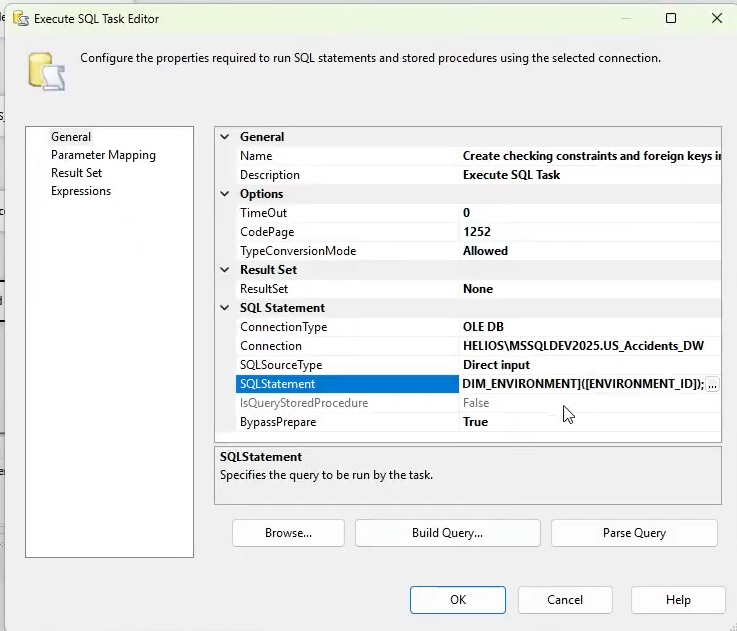 Execute SQL Task Editor
Configure the properties required to run SQL statements and stored procedures using the selected connection.
General
Parameter Mapping
Result Set
Expressions
General
Name Create checking constraints and foreign keys in
Description Execute SQL Task
Options
TimeOut 0
CodePage 1252
TypeConversionMode Allowed
Result Set
ResultSet None
SQL Statement
ConnectionType OLE DB
Connection HELIOS\MSSQLDEV2025.US_Accidents_DW
SQLSourceType Direct input
SQLStatement DIM_ENVIRONMENT]([ENVIRONMENT_ID]); ...
IsQueryStoredProcedure False
BypassPrepare True
SQLStatement
Specifies the query to be run by the task.
Browse... Build Query... Parse Query
OK Cancel Help